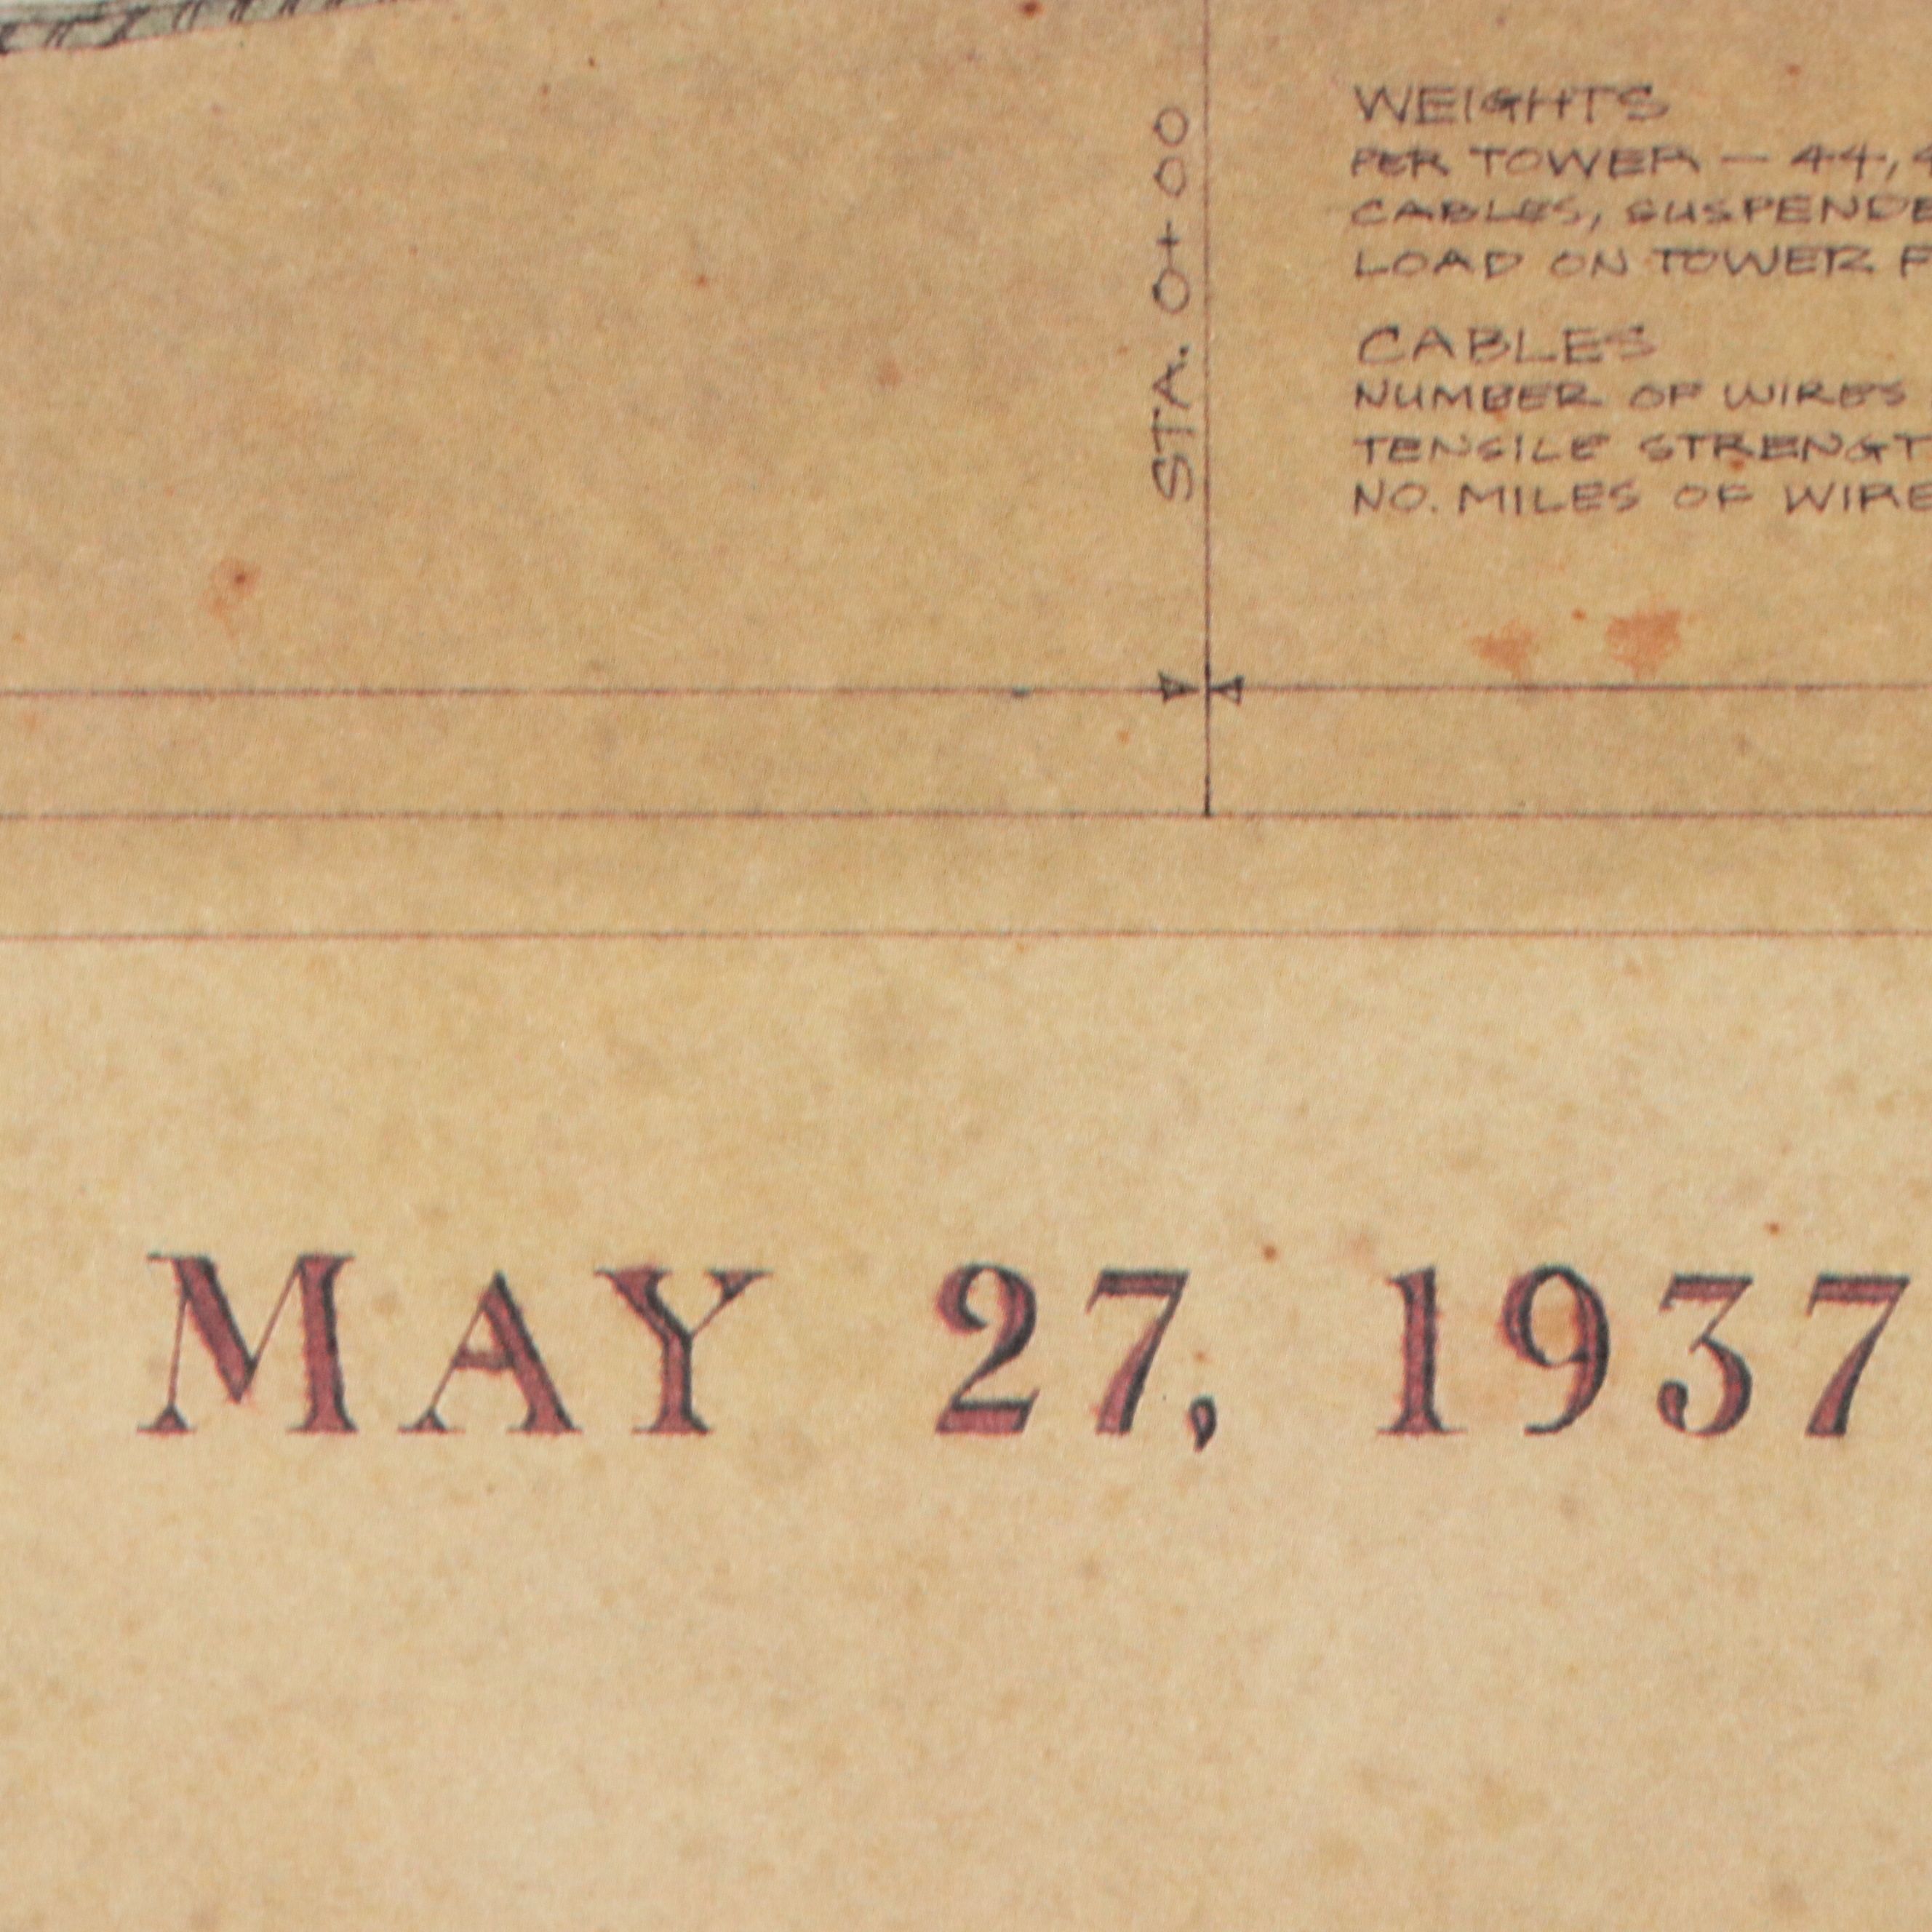 STA. 0+00
WEIGHTS
PER TOWER — 44,4
CABLES, SUSPENDE
LOAD ON TOWER F
CABLES
NUMBER OF WIRES
TENSILE STRENGT
NO. MILES OF WIRE
MAY 27, 1937